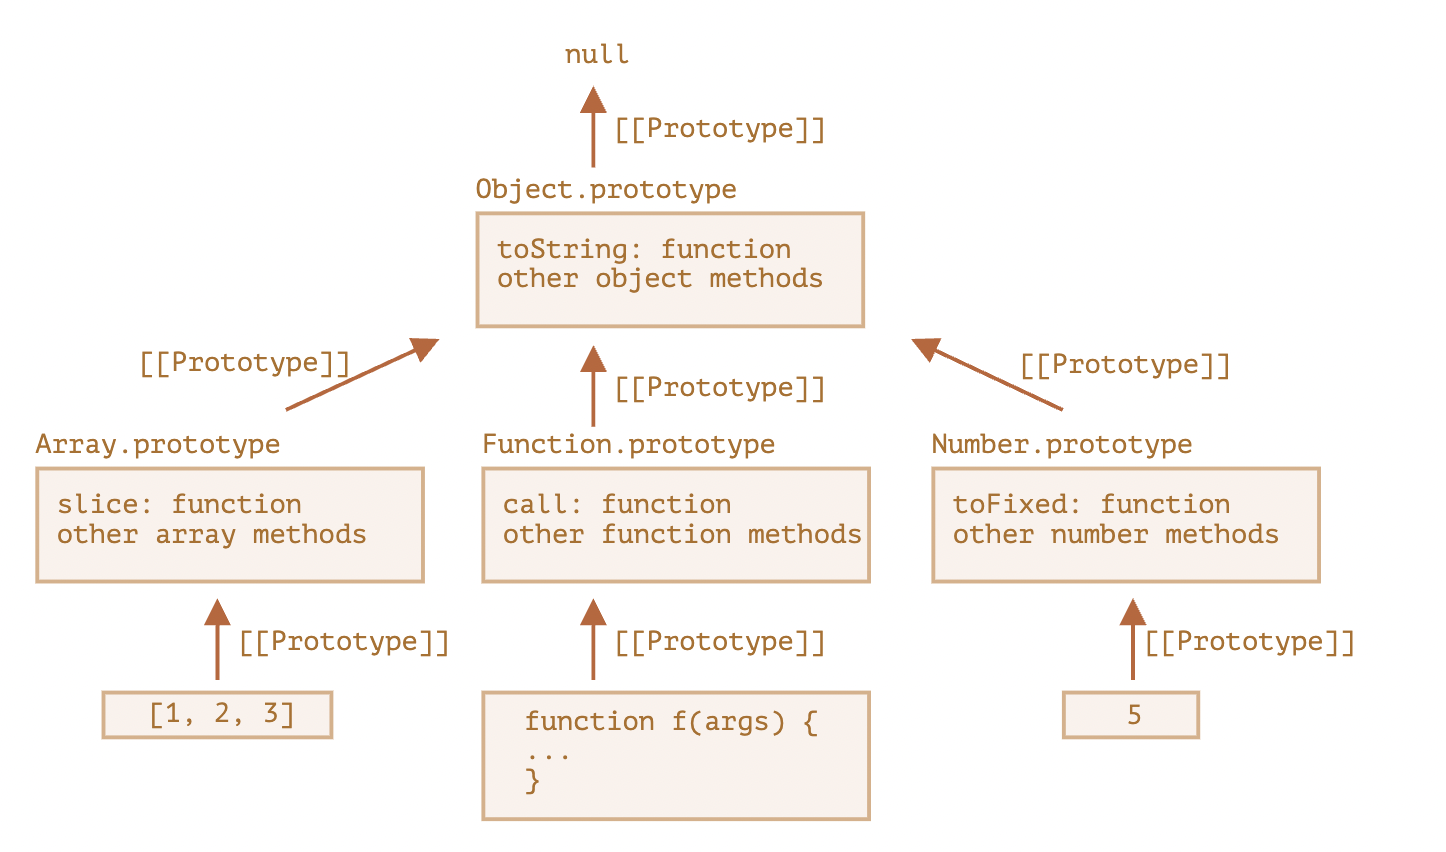 null
[[Prototype]]
Object.prototype
toString: function
other object methods
[[Prototype]]
[[Prototype]]
[[Prototype]]
Array.prototype
slice: function
other array methods
Function.prototype
call: function
other function methods
Number.prototype
toFixed: function
other number methods
[[Prototype]]
[[Prototype]]
[[Prototype]]
[1, 2, 3]
function f(args) {
...
}
5